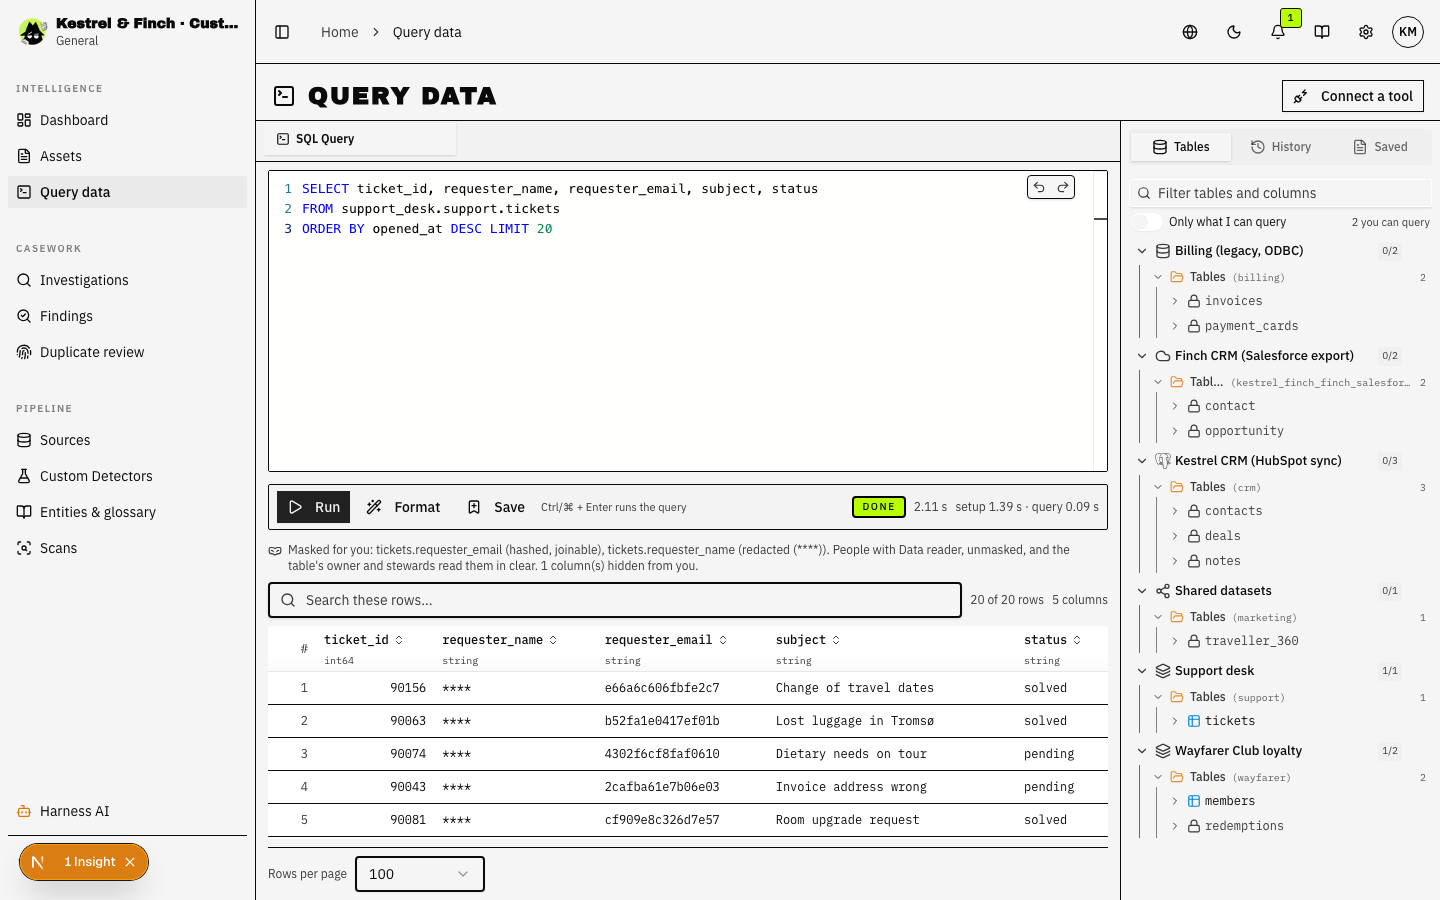 Kestrel & Finch · Cust...
General
INTELLIGENCE
Dashboard
Assets
Query data
CASEWORK
Investigations
Findings
Duplicate review
PIPELINE
Sources
Custom Detectors
Entities & glossary
Scans
Harness AI
1 Insight
Home
Query data
1
KM
QUERY DATA
Connect a tool
SQL Query
1 SELECT ticket_id, requester_name, requester_email, subject, status
2 FROM support_desk.support.tickets
3 ORDER BY opened_at DESC LIMIT 20
Run
Format
Save
Ctrl/⌘ + Enter runs the query
DONE
2.11 s
setup 1.39 s · query 0.09 s
Masked for you: tickets.requester_email (hashed, joinable), tickets.requester_name (redacted (****)). People with Data reader, unmasked, and the
table's owner and stewards read them in clear. 1 column(s) hidden from you.
Search these rows...
20 of 20 rows
5 columns
# ticket_id requester_name requester_email subject status
int64 string string string string
1 90156 **** e66a6c606fbfe2c7 Change of travel dates solved
2 90063 **** b52fa1e0417ef01b Lost luggage in Tromsø solved
3 90074 **** 4302f6cf8faf0610 Dietary needs on tour pending
4 90043 **** 2cafba61e7b06e03 Invoice address wrong pending
5 90081 **** cf909e8c326d7e57 Room upgrade request solved
Rows per page
100
Tables
History
Saved
Filter tables and columns
Only what I can query
2 you can query
Billing (legacy, ODBC) 0/2
Tables (billing) 2
invoices
payment_cards
Finch CRM (Salesforce export) 0/2
Tabl... (kestrel_finch_finch_salesfor... 2
contact
opportunity
Kestrel CRM (HubSpot sync) 0/3
Tables (crm) 3
contacts
deals
notes
Shared datasets 0/1
Tables (marketing) 1
traveller_360
Support desk 1/1
Tables (support) 1
tickets
Wayfarer Club loyalty 1/2
Tables (wayfarer) 2
members
redemptions